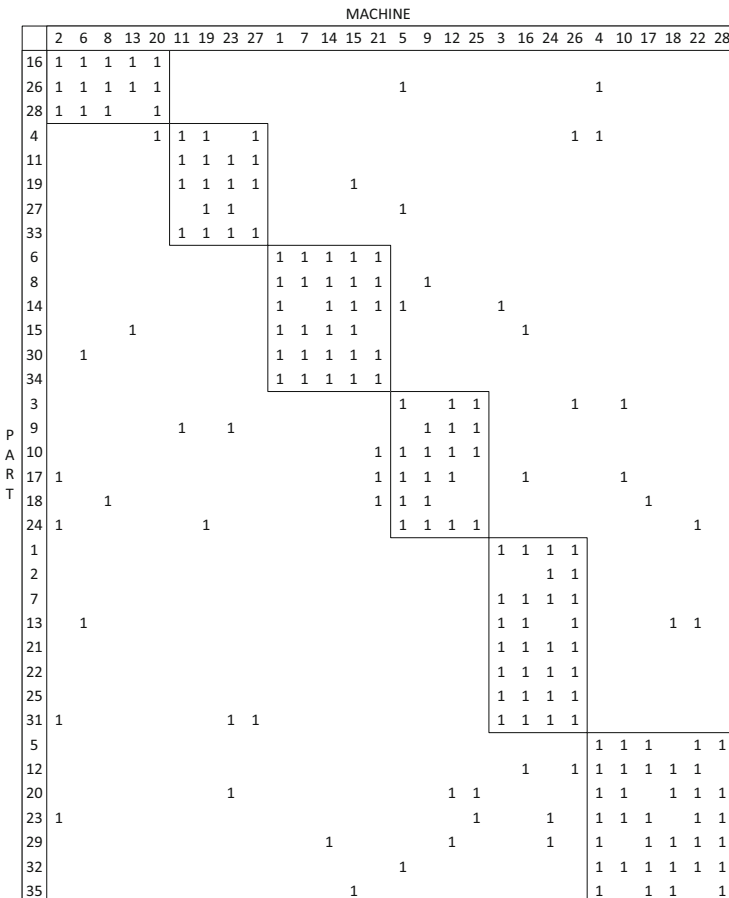 MACHINE
2 6 8 13 20 11 19 23 27 1 7 14 15 21 5 9 12 25 3 16 24 26 4 10 17 18 22 28
16 1 1 1 1 1
26 1 1 1 1 1 1 1
28 1 1 1 1
4 1 1 1 1 1 1
11 1 1 1 1
19 1 1 1 1 1
27 1 1 1
33 1 1 1 1
6 1 1 1 1 1
8 1 1 1 1 1 1
14 1 1 1 1 1 1
15 1 1 1 1 1 1
30 1 1 1 1 1 1
34 1 1 1 1 1
3 1 1 1 1 1
9 1 1 1 1 1
P
A 10 1 1 1 1 1
R 17 1 1 1 1 1 1 1
T
18 1 1 1 1 1
24 1 1 1 1 1 1 1
1 1 1 1 1
2 1 1
7 1 1 1 1
13 1 1 1 1 1 1
21 1 1 1 1
22 1 1 1 1
25 1 1 1 1
31 1 1 1 1 1 1 1
5 1 1 1 1 1
12 1 1 1 1 1 1 1
20 1 1 1 1 1 1 1 1
23 1 1 1 1 1 1 1 1
29 1 1 1 1 1 1 1 1
32 1 1 1 1 1 1 1
35 1 1 1 1 1